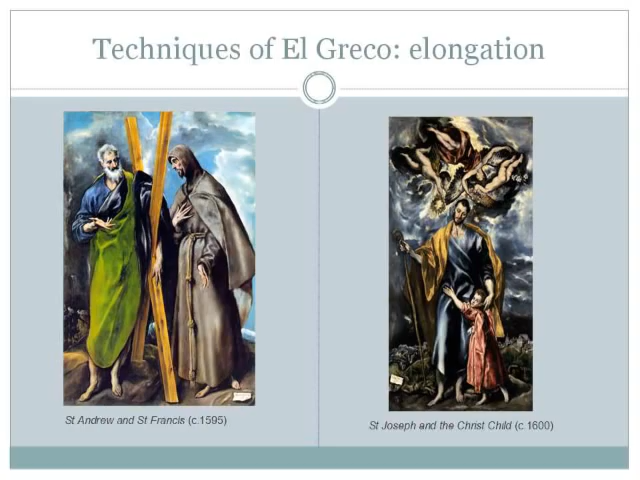 Techniques of El Greco: elongation
St Andrew and St Francis (c.1595)
St Joseph and the Christ Child (c.1600)